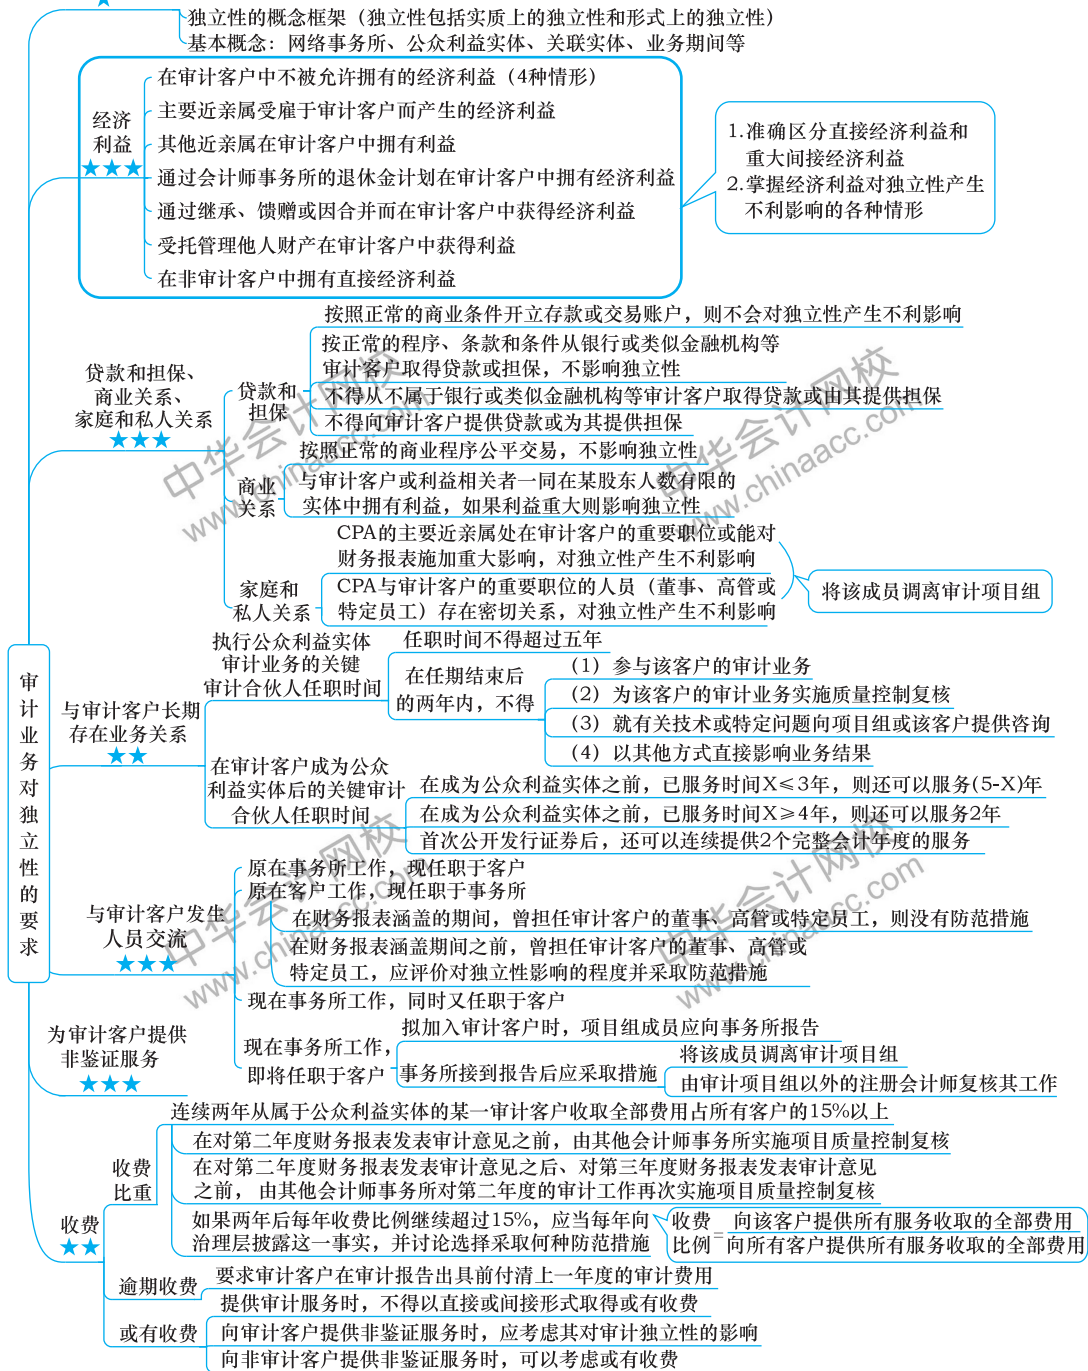 独立性的概念框架（独立性包括实质上的独立性和形式上的独立性）
基本概念：网络事务所、公众利益实体、关联实体、业务期间等
经济
利益
★★★
在审计客户中不被允许拥有的经济利益（4种情形）
主要近亲属受雇于审计客户而产生的经济利益
其他近亲属在审计客户中拥有利益
通过会计师事务所的退休金计划在审计客户中拥有经济利益
通过继承、馈赠或因合并而在审计客户中获得经济利益
受托管理他人财产在审计客户中获得利益
在非审计客户中拥有直接经济利益
1.准确区分直接经济利益和
重大间接经济利益
2.掌握经济利益对独立性产生
不利影响的各种情形
贷款和担保、
商业关系、
家庭和私人关系
★★★
贷款和
担保
按照正常的商业条件开立存款或交易账户，则不会对独立性产生不利影响
按正常的程序、条款和条件从银行或类似金融机构等
审计客户取得贷款或担保，不影响独立性
不得从不属于银行或类似金融机构等审计客户取得贷款或由其提供担保
不得向审计客户提供贷款或为其提供担保
商业
关系
按照正常的商业程序公平交易，不影响独立性
与审计客户或利益相关者一同在某股东人数有限的
实体中拥有利益，如果利益重大则影响独立性
家庭和
私人关系
CPA的主要近亲属处在审计客户的重要职位或能对
财务报表施加重大影响，对独立性产生不利影响
CPA与审计客户的重要职位的人员（董事、高管或
特定员工）存在密切关系，对独立性产生不利影响
将该成员调离审计项目组
审计业务对独立性的要求
与审计客户长期
存在业务关系
★★
执行公众利益实体
审计业务的关键
审计合伙人任职时间
任职时间不得超过五年
在任期结束后
的两年内，不得
（1）参与该客户的审计业务
（2）为该客户的审计业务实施质量控制复核
（3）就有关技术或特定问题向项目组或该客户提供咨询
（4）以其他方式直接影响业务结果
在审计客户成为公众
利益实体后的关键审计
合伙人任职时间
在成为公众利益实体之前，已服务时间X≤3年，则还可以服务(5-X)年
在成为公众利益实体之前，已服务时间X≥4年，则还可以服务2年
首次公开发行证券后，还可以连续提供2个完整会计年度的服务
与审计客户发生
人员交流
★★★
原在事务所工作，现任职于客户
原在客户工作，现任职于事务所
在财务报表涵盖的期间，曾担任审计客户的董事、高管或特定员工，则没有防范措施
在财务报表涵盖期间之前，曾担任审计客户的董事、高管或
特定员工，应评价对独立性影响的程度并采取防范措施
现在事务所工作，同时又任职于客户
现在事务所工作，
即将任职于客户
拟加入审计客户时，项目组成员应向事务所报告
事务所接到报告后应采取措施
将该成员调离审计项目组
由审计项目组以外的注册会计师复核其工作
为审计客户提供
非鉴证服务
★★★
收费
★★
收费
比重
连续两年从属于公众利益实体的某一审计客户收取全部费用占所有客户的15%以上
在对第二年度财务报表发表审计意见之前，由其他会计师事务所实施项目质量控制复核
在对第二年度财务报表发表审计意见之后、对第三年度财务报表发表审计意见
之前，由其他会计师事务所对第二年度的审计工作再次实施项目质量控制复核
如果两年后每年收费比例继续超过15%，应当每年向
治理层披露这一事实，并讨论选择采取何种防范措施
收费
比例
=
向该客户提供所有服务收取的全部费用
向所有客户提供所有服务收取的全部费用
逾期收费
要求审计客户在审计报告出具前付清上一年度的审计费用
或有收费
提供审计服务时，不得以直接或间接形式取得或有收费
向审计客户提供非鉴证服务时，应考虑其对审计独立性的影响
向非审计客户提供非鉴证服务时，可以考虑或有收费
中华会计网校
www.chinaacc.com
中华会计网校
www.chinaacc.com
中华会计网校
www.chinaacc.com
中华会计网校
www.chinaacc.com